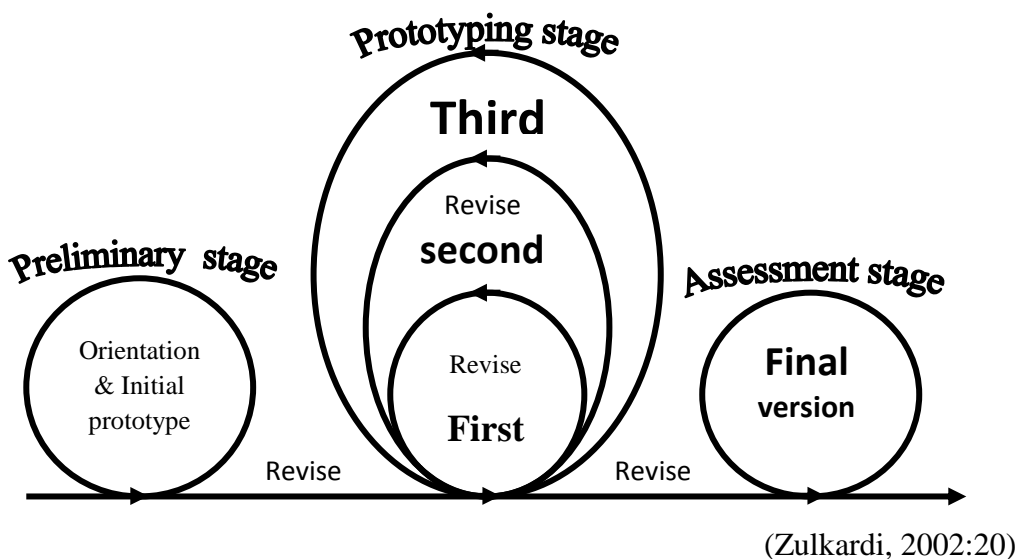 Preliminary stage
Orientation
& Initial
prototype
Revise
Prototyping stage
Third
Revise
second
Revise
First
Revise
Assessment stage
Final
version
(Zulkardi, 2002:20)